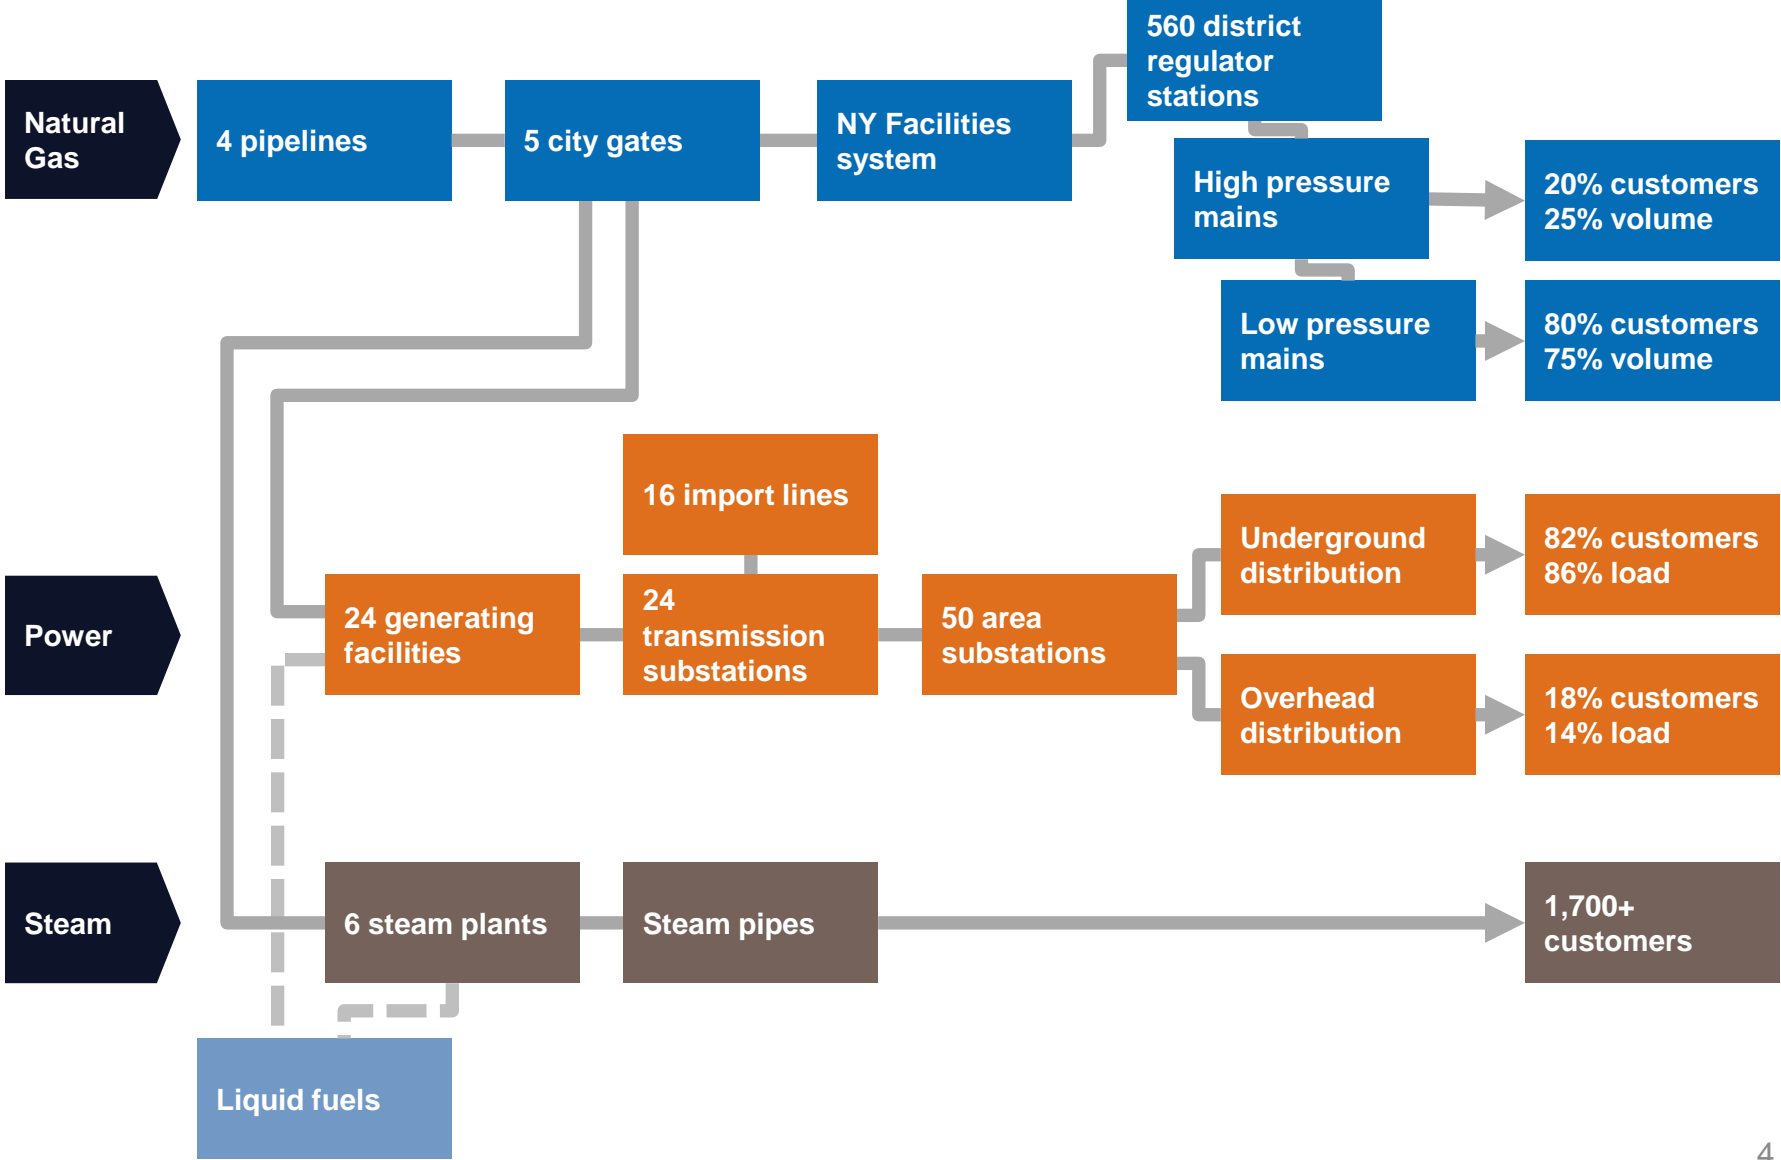 560 district
regulator
stations
Natural
Gas
4 pipelines
5 city gates
NY Facilities
system
High pressure
mains
20% customers
25% volume
Low pressure
mains
80% customers
75% volume
16 import lines
Underground
distribution
82% customers
86% load
Power
24 generating
facilities
24
transmission
substations
50 area
substations
Overhead
distribution
18% customers
14% load
Steam
6 steam plants
Steam pipes
1,700+
customers
Liquid fuels
4